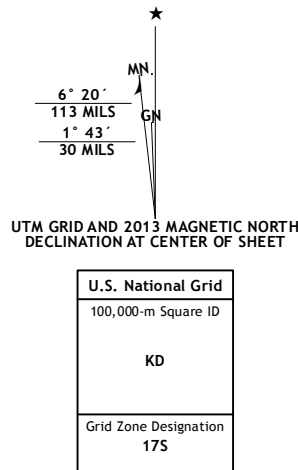 ★
MN.
6° 20´
113 MILS
GN
1° 43´
30 MILS
UTM GRID AND 2013 MAGNETIC NORTH
DECLINATION AT CENTER OF SHEET
U.S. National Grid
100,000-m Square ID
KD
Grid Zone Designation
17S